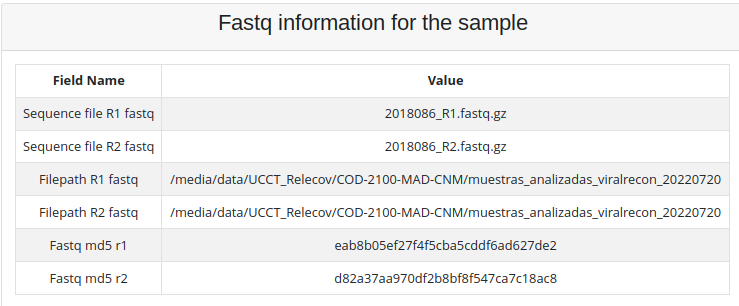 Fastq information for the sample
Field Name Value
Sequence file R1 fastq 2018086_R1.fastq.gz
Sequence file R2 fastq 2018086_R2.fastq.gz
Filepath R1 fastq /media/data/UCCT_Relecov/COD-2100-MAD-CNM/muestras_analizadas_viralrecon_20220720
Filepath R2 fastq /media/data/UCCT_Relecov/COD-2100-MAD-CNM/muestras_analizadas_viralrecon_20220720
Fastq md5 r1 eab8b05ef27f4f5cba5cddf6ad627de2
Fastq md5 r2 d82a37aa970df2b8bf8f547ca7c18ac8